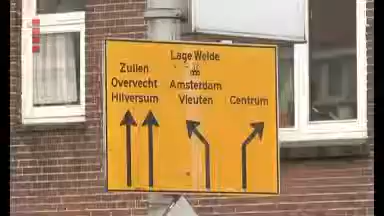 Lage Weide
Zuilen
Overvecht
Hilversum
Amsterdam
Vleuten
Centrum